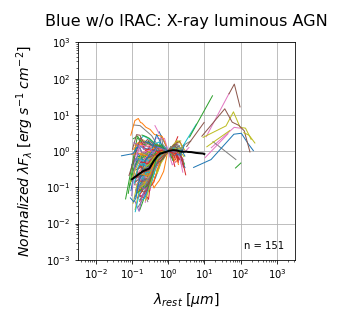 Blue w/o IRAC: X-ray luminous AGN
Normalized λF_λ [erg s⁻¹ cm⁻²]
10³
10²
10¹
10⁰
10⁻¹
10⁻²
10⁻³
n = 151
10⁻² 10⁻¹ 10⁰ 10¹ 10² 10³
λ_rest [μm]